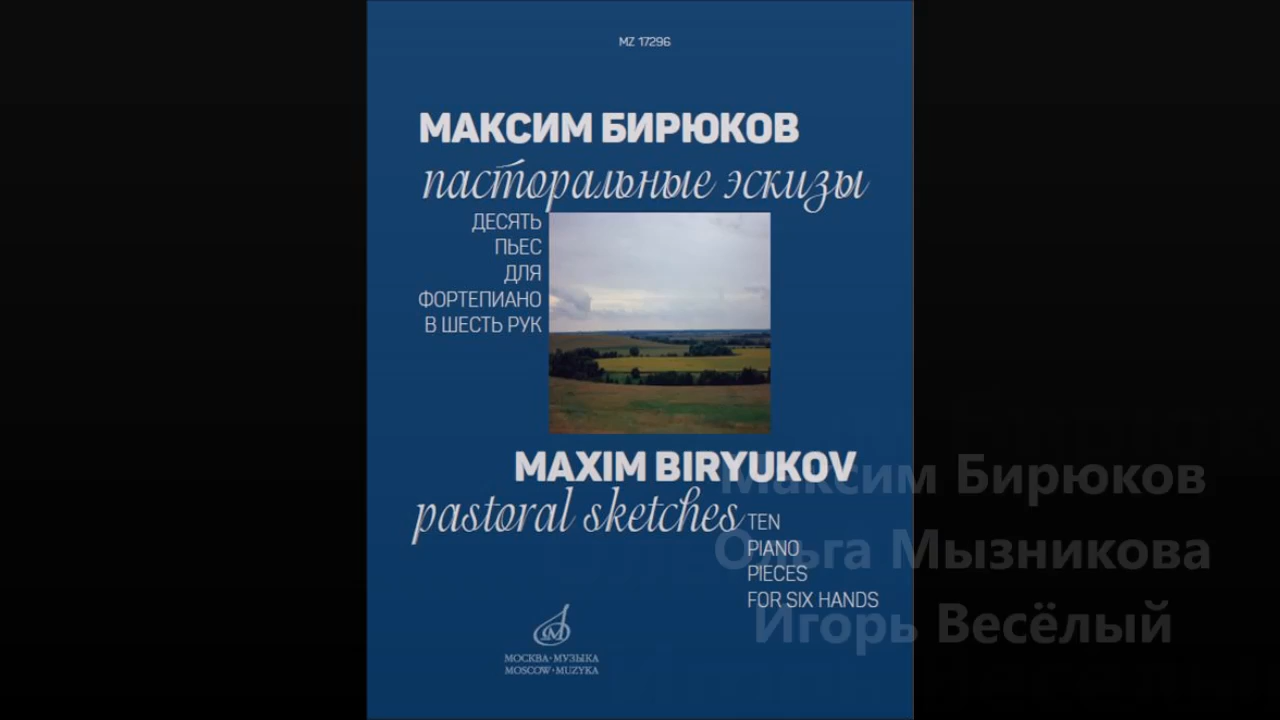 MZ 17296
МАКСИМ БИРЮКОВ
пасторальные эскизы
ДЕСЯТЬ
ПЬЕС
ДЛЯ
ФОРТЕПИАНО
В ШЕСТЬ РУК
MAXIM BIRYUKOV
pastoral sketches
TEN
PIANO
PIECES
FOR SIX HANDS
МОСКВА • МУЗЫКА
MOSCOW • MUZYKA
Максим Бирюков
Ольга Мызникова
Игорь Весёлый